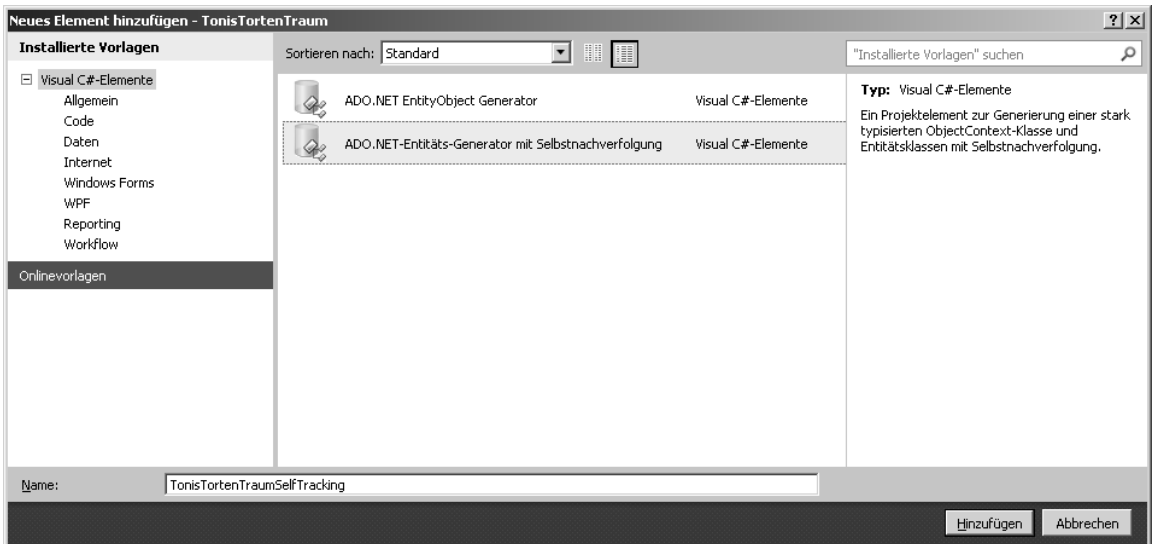 Neues Element hinzufügen - TonisTortenTraum
Installierte Vorlagen
Sortieren nach: Standard
"Installierte Vorlagen" suchen
Visual C#-Elemente
Allgemein
Code
Daten
Internet
Windows Forms
WPF
Reporting
Workflow
Onlinevorlagen
ADO.NET EntityObject Generator Visual C#-Elemente
ADO.NET-Entitäts-Generator mit Selbstnachverfolgung Visual C#-Elemente
Typ: Visual C#-Elemente
Ein Projektelement zur Generierung einer stark
typisierten ObjectContext-Klasse und
Entitätsklassen mit Selbstnachverfolgung.
Name: TonisTortenTraumSelfTracking
Hinzufügen Abbrechen